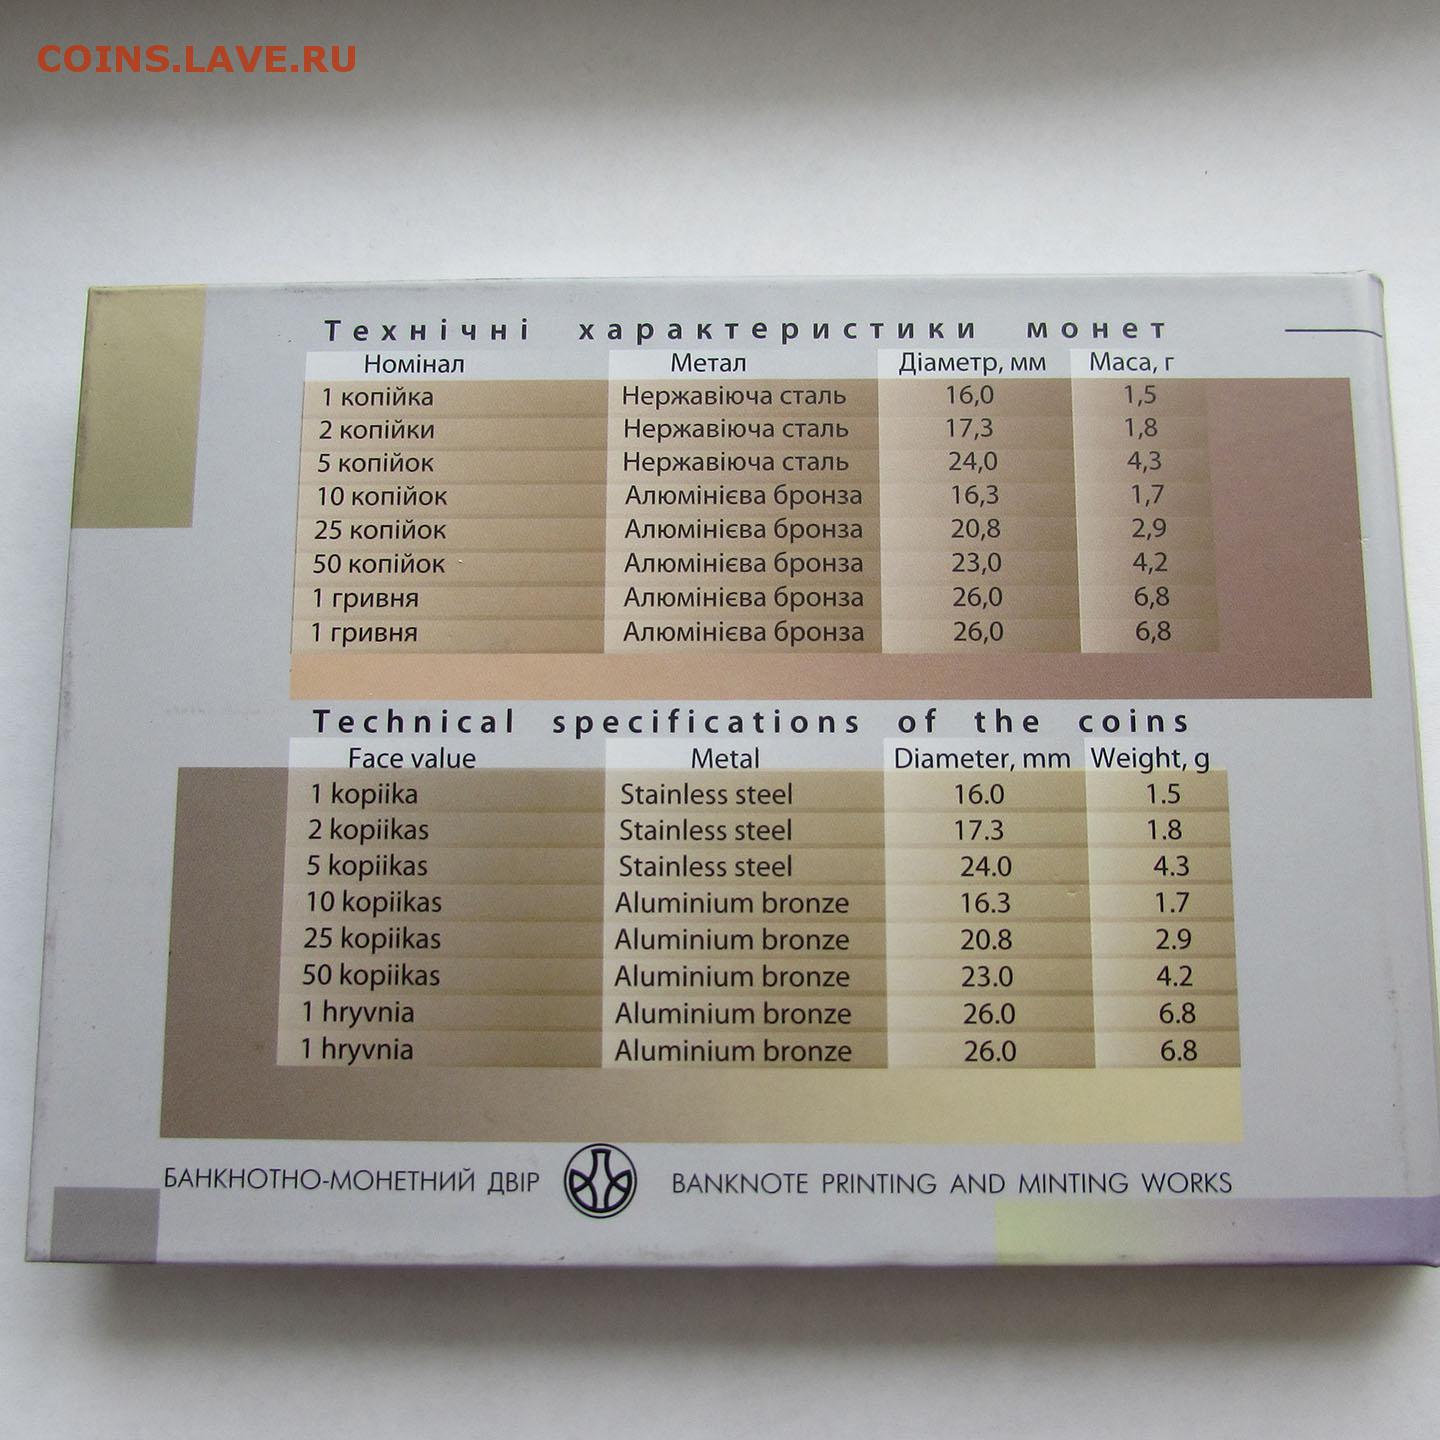 COINS.LAVE.RU
Технічні характеристики монет
Номінал Метал Діаметр, мм Маса, г
1 копійка Нержавіюча сталь 16,0 1,5
2 копійки Нержавіюча сталь 17,3 1,8
5 копійок Нержавіюча сталь 24,0 4,3
10 копійок Алюмінієва бронза 16,3 1,7
25 копійок Алюмінієва бронза 20,8 2,9
50 копійок Алюмінієва бронза 23,0 4,2
1 гривня Алюмінієва бронза 26,0 6,8
1 гривня Алюмінієва бронза 26,0 6,8
Technical specifications of the coins
Face value Metal Diameter, mm Weight, g
1 kopiika Stainless steel 16.0 1.5
2 kopiikas Stainless steel 17.3 1.8
5 kopiikas Stainless steel 24.0 4.3
10 kopiikas Aluminium bronze 16.3 1.7
25 kopiikas Aluminium bronze 20.8 2.9
50 kopiikas Aluminium bronze 23.0 4.2
1 hryvnia Aluminium bronze 26.0 6.8
1 hryvnia Aluminium bronze 26.0 6.8
БАНКНОТНО-МОНЕТНИЙ ДВІР BANKNOTE PRINTING AND MINTING WORKS